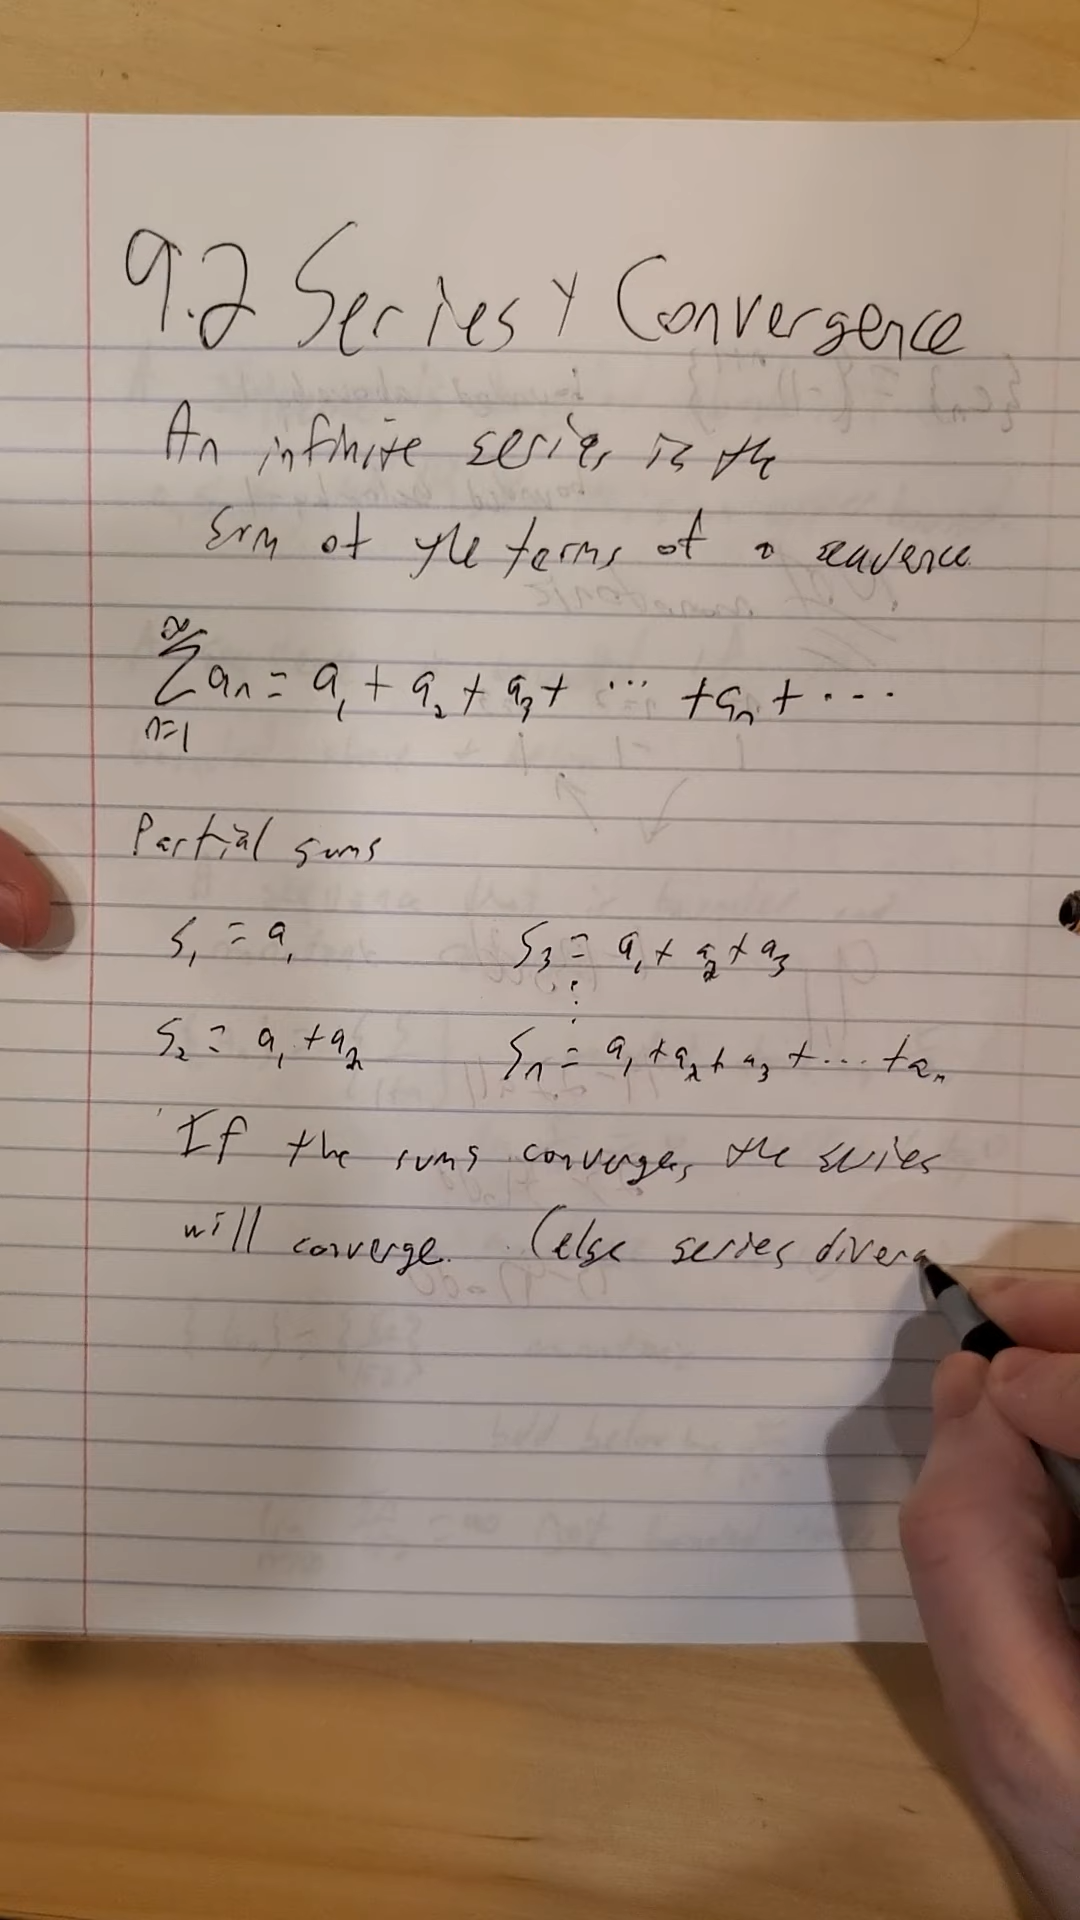 9.2 Series + Convergence
An infinite series is the
sum of the terms of a sequence
∞
∑ aₙ = a₁ + a₂ + a₃ + ... + aₙ + ...
n=1
Partial sums
S₁ = a₁ S₃ = a₁ + a₂ + a₃
⋮
S₂ = a₁ + a₂ Sₙ = a₁ + a₂ + a₃ + ... + aₙ
If the sums converges, the series
will converge. (else series diverg